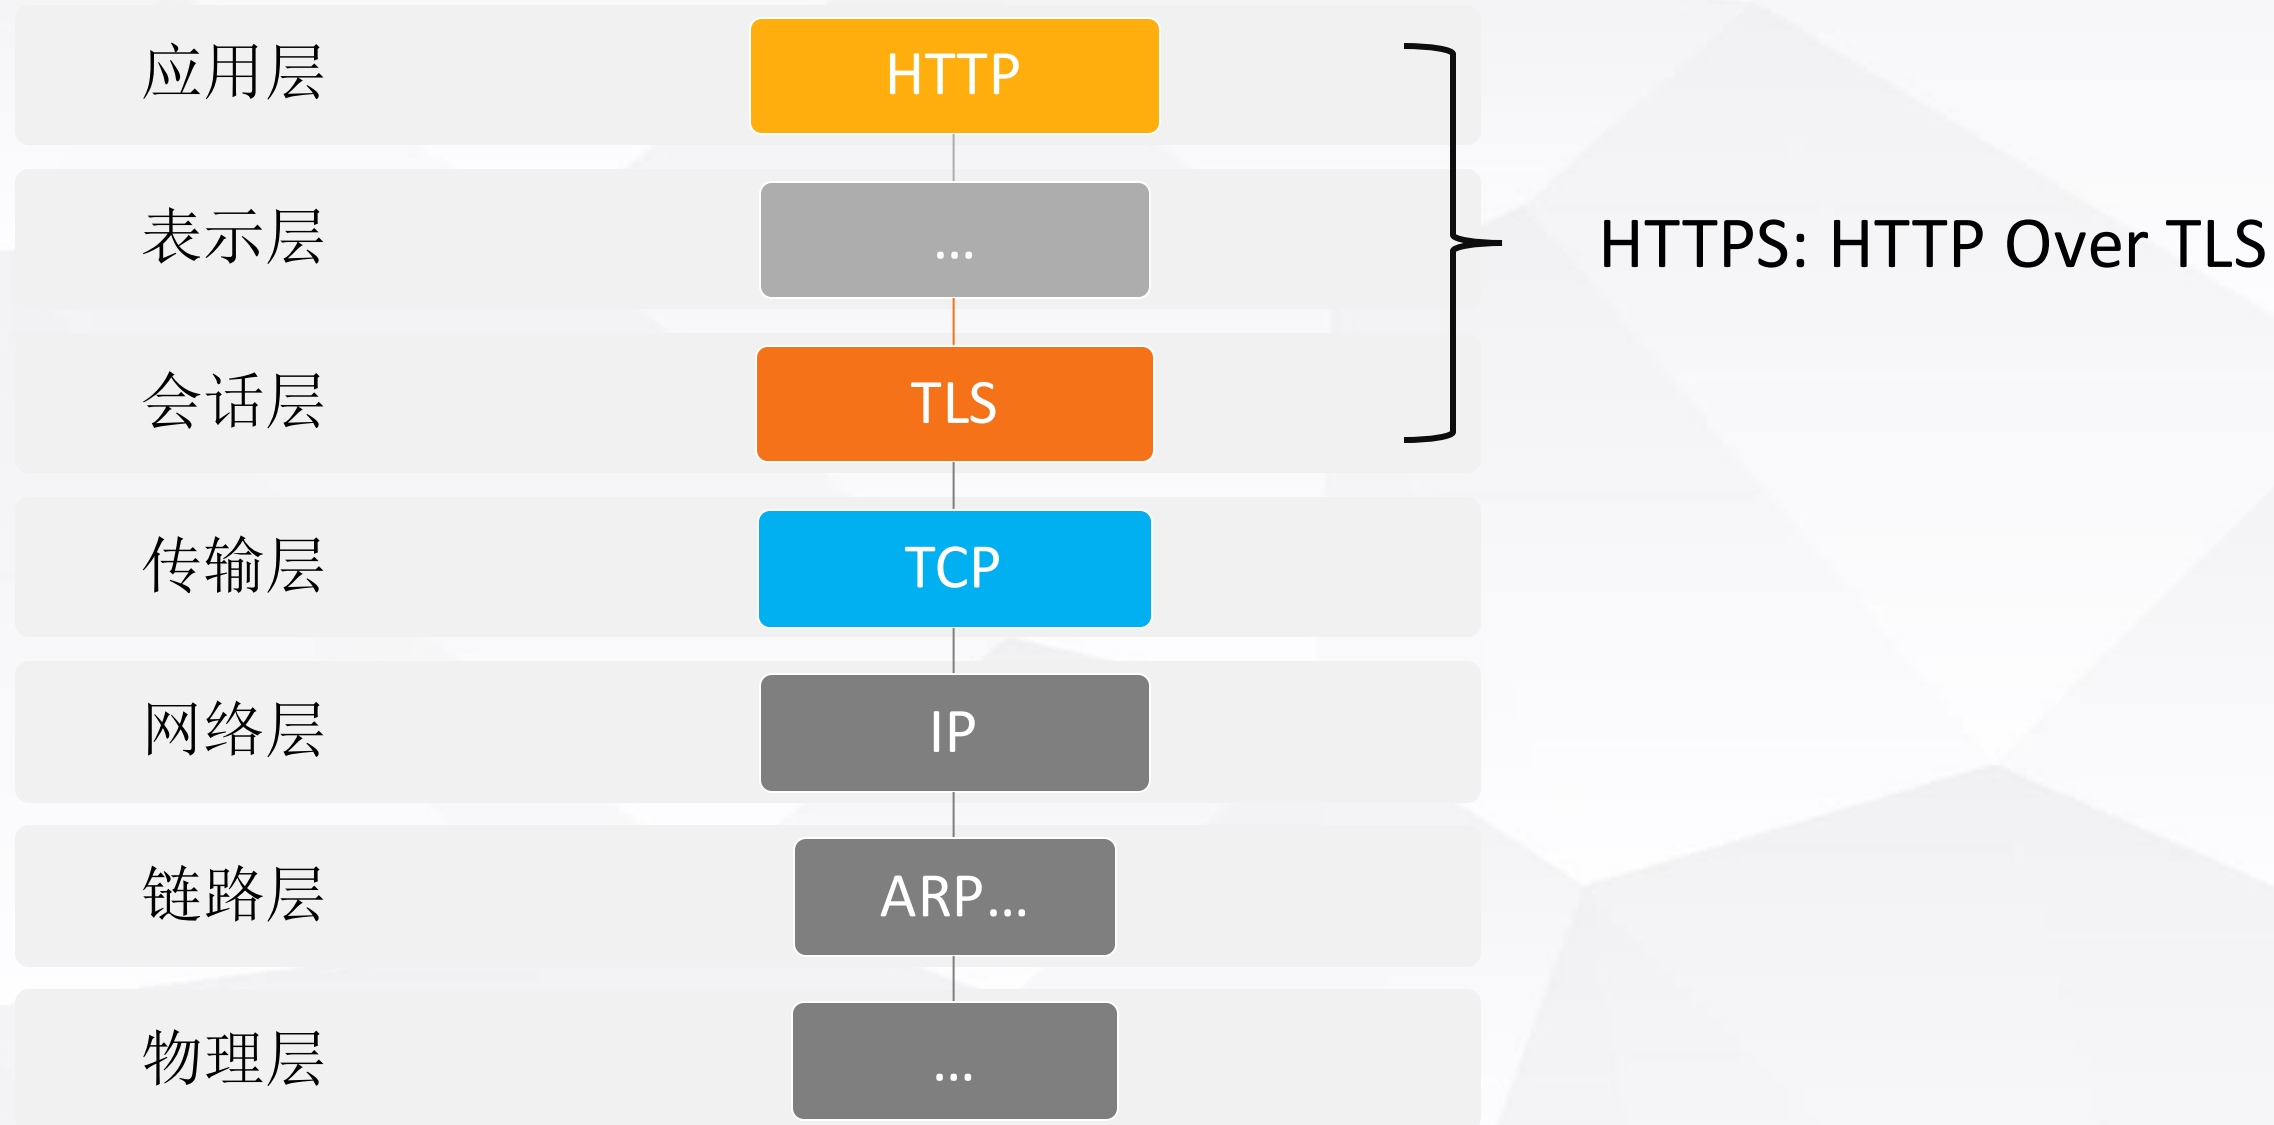 应用层
HTTP
表示层
...
HTTPS: HTTP Over TLS
会话层
TLS
传输层
TCP
网络层
IP
链路层
ARP...
物理层
...